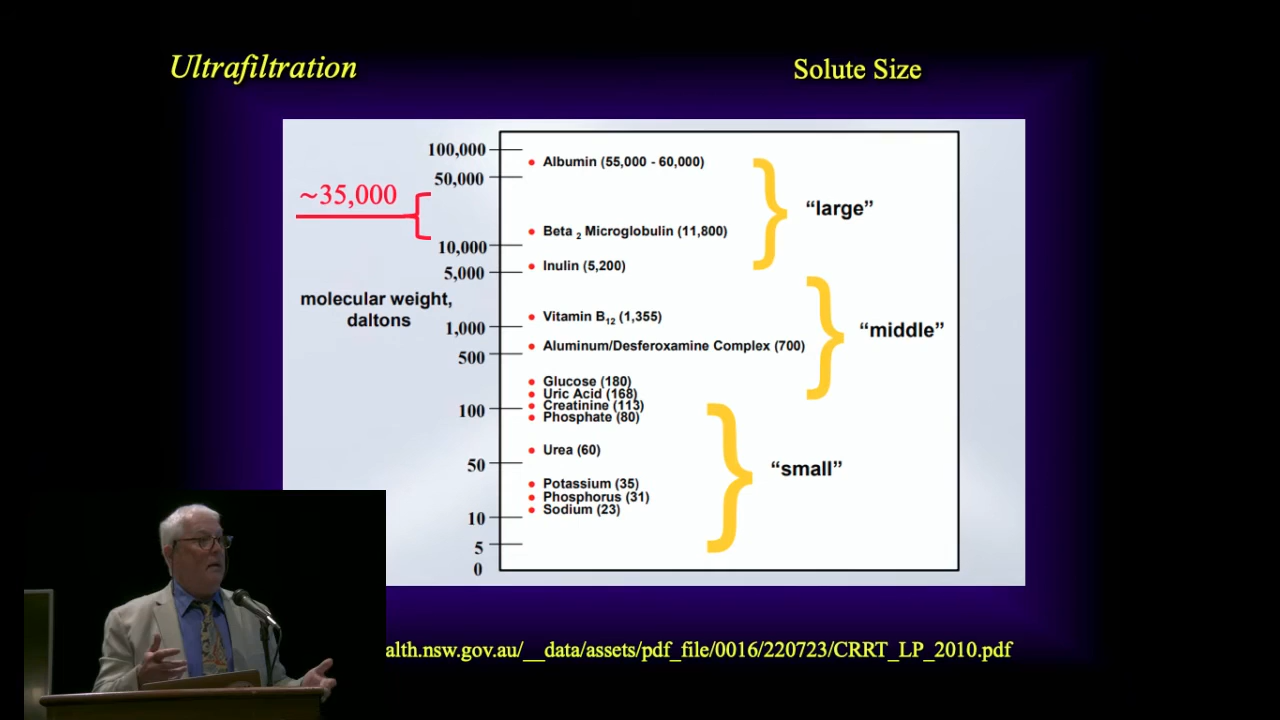 Ultrafiltration
Solute Size
~35,000
100,000
50,000
10,000
5,000
1,000
500
100
50
10
5
0
molecular weight,
daltons
Albumin (55,000 - 60,000)
Beta 2 Microglobulin (11,800)
Inulin (5,200)
Vitamin B12 (1,355)
Aluminum/Desferoxamine Complex (700)
Glucose (180)
Uric Acid (168)
Creatinine (113)
Phosphate (80)
Urea (60)
Potassium (35)
Phosphorus (31)
Sodium (23)
“large”
“middle”
“small”
alth.nsw.gov.au/__data/assets/pdf_file/0016/220723/CRRT_LP_2010.pdf